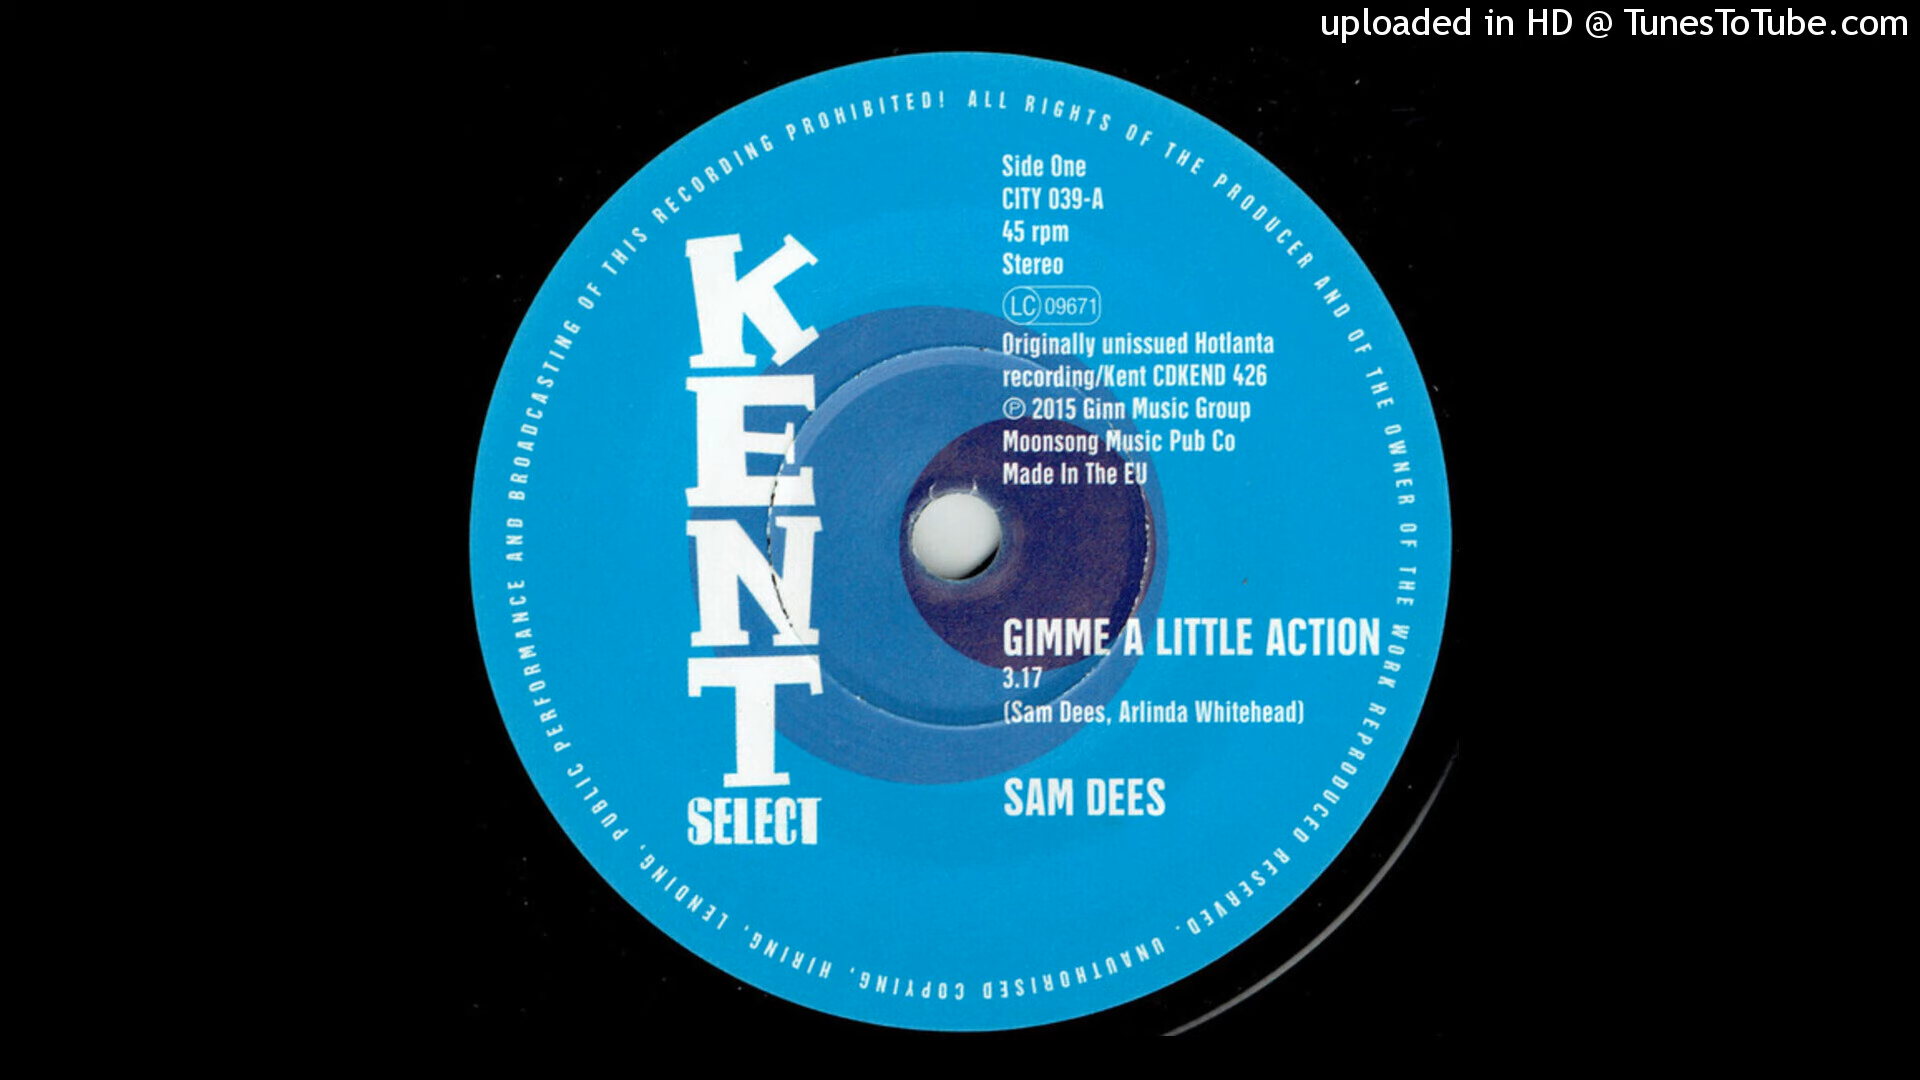 uploaded in HD @ TunesToTube.com
ALL RIGHTS OF THE PRODUCER AND OF THE OWNER OF THE WORK REPRODUCED RESERVED. UNAUTHORISED COPYING, HIRING, LENDING, PUBLIC PERFORMANCE AND BROADCASTING OF THIS RECORDING PROHIBITED!
KENT
SELECT
Side One
CITY 039-A
45 rpm
Stereo
LC 09671
Originally unissued Hotlanta
recording/Kent CDKEND 426
℗ 2015 Ginn Music Group
Moonsong Music Pub Co
Made In The EU
GIMME A LITTLE ACTION
3.17
(Sam Dees, Arlinda Whitehead)
SAM DEES